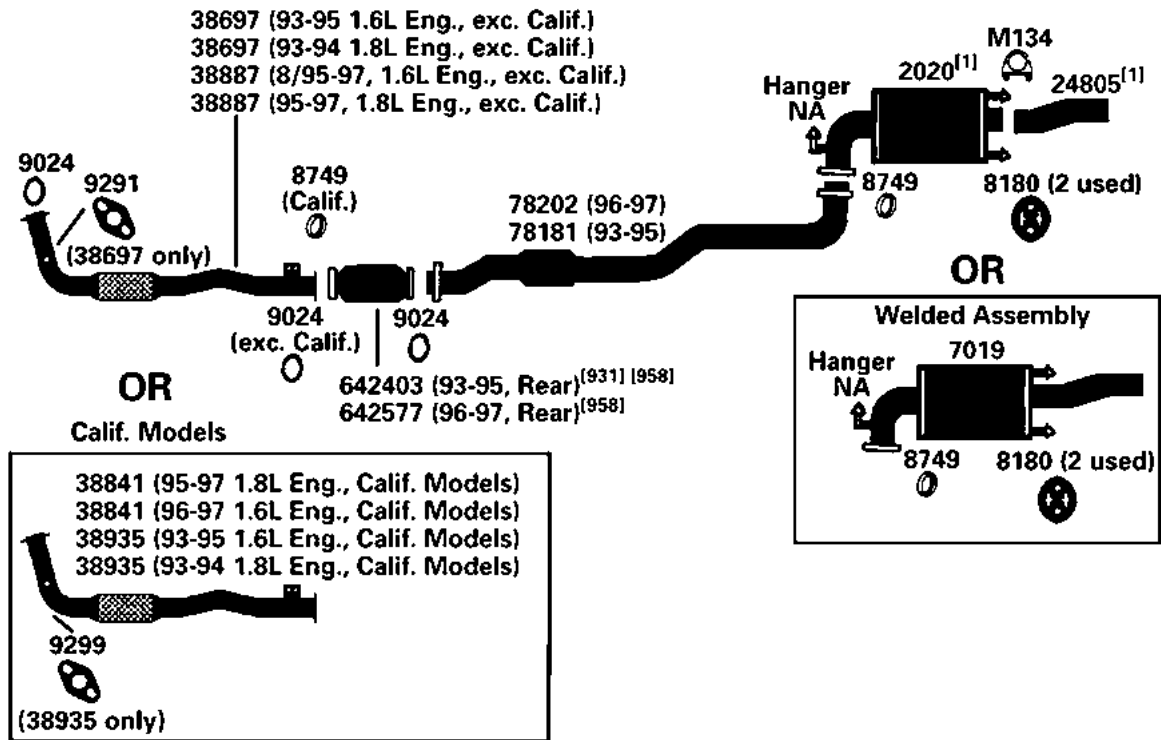 38697 (93-95 1.6L Eng., exc. Calif.)
38697 (93-94 1.8L Eng., exc. Calif.)
38887 (8/95-97, 1.6L Eng., exc. Calif.)
38887 (95-97, 1.8L Eng., exc. Calif.)
9024
9291
(38697 only)
8749
(Calif.)
9024
(exc. Calif.)
9024
78202 (96-97)
78181 (93-95)
642403 (93-95, Rear)[931] [958]
642577 (96-97, Rear)[958]
Hanger
NA
2020[1]
M134
24805[1]
8749
8180 (2 used)
OR
Welded Assembly
7019
Hanger
NA
8749
8180 (2 used)
OR
Calif. Models
38841 (95-97 1.8L Eng., Calif. Models)
38841 (96-97 1.6L Eng., Calif. Models)
38935 (93-95 1.6L Eng., Calif. Models)
38935 (93-94 1.8L Eng., Calif. Models)
9299
(38935 only)